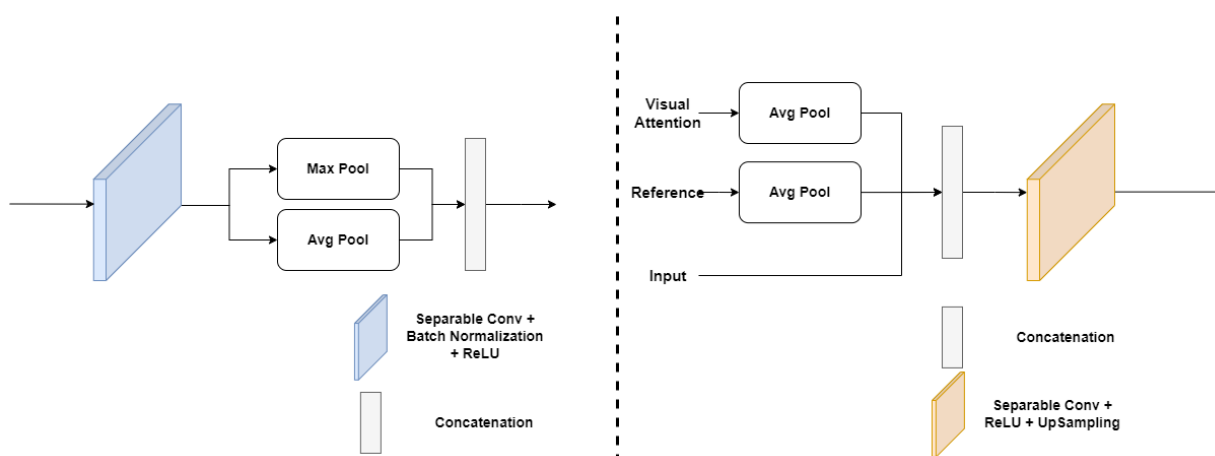 Max Pool
Avg Pool
Separable Conv +
Batch Normalization
+ ReLU
Concatenation
Visual
Attention
Avg Pool
Reference
Avg Pool
Input
Concatenation
Separable Conv +
ReLU + UpSampling